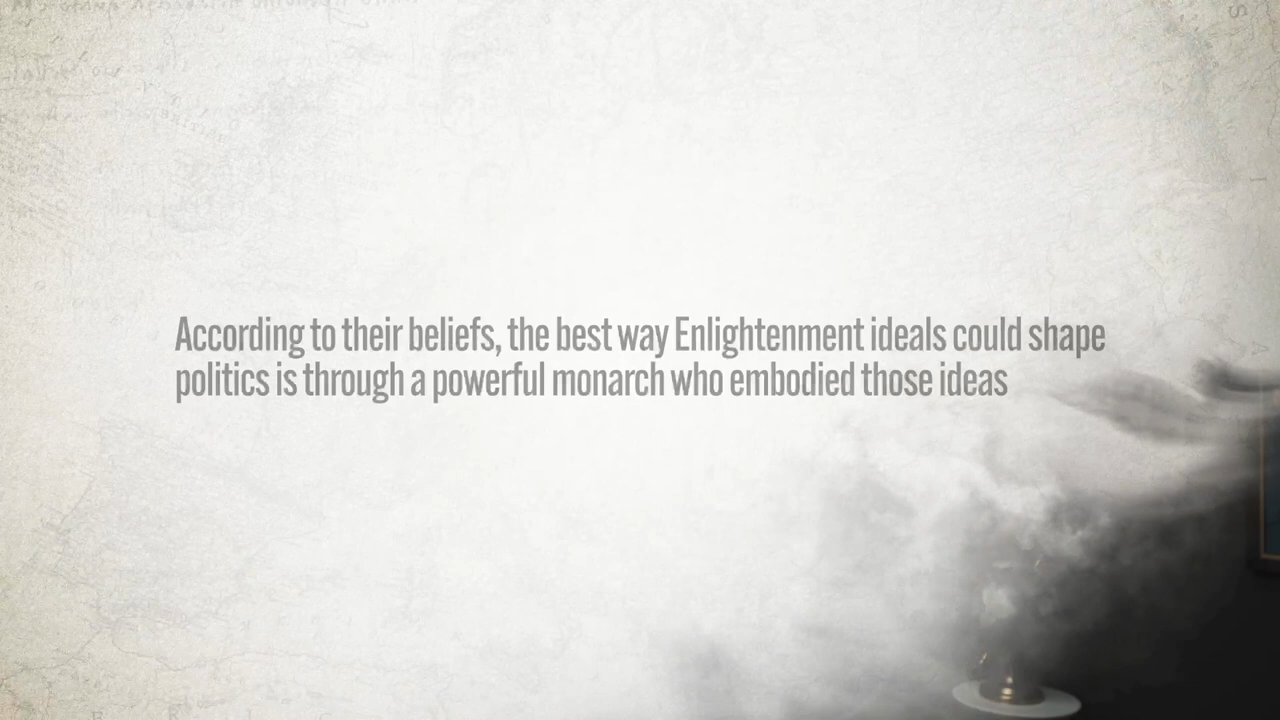 According to their beliefs, the best way Enlightenment ideals could shape
politics is through a powerful monarch who embodied those ideas